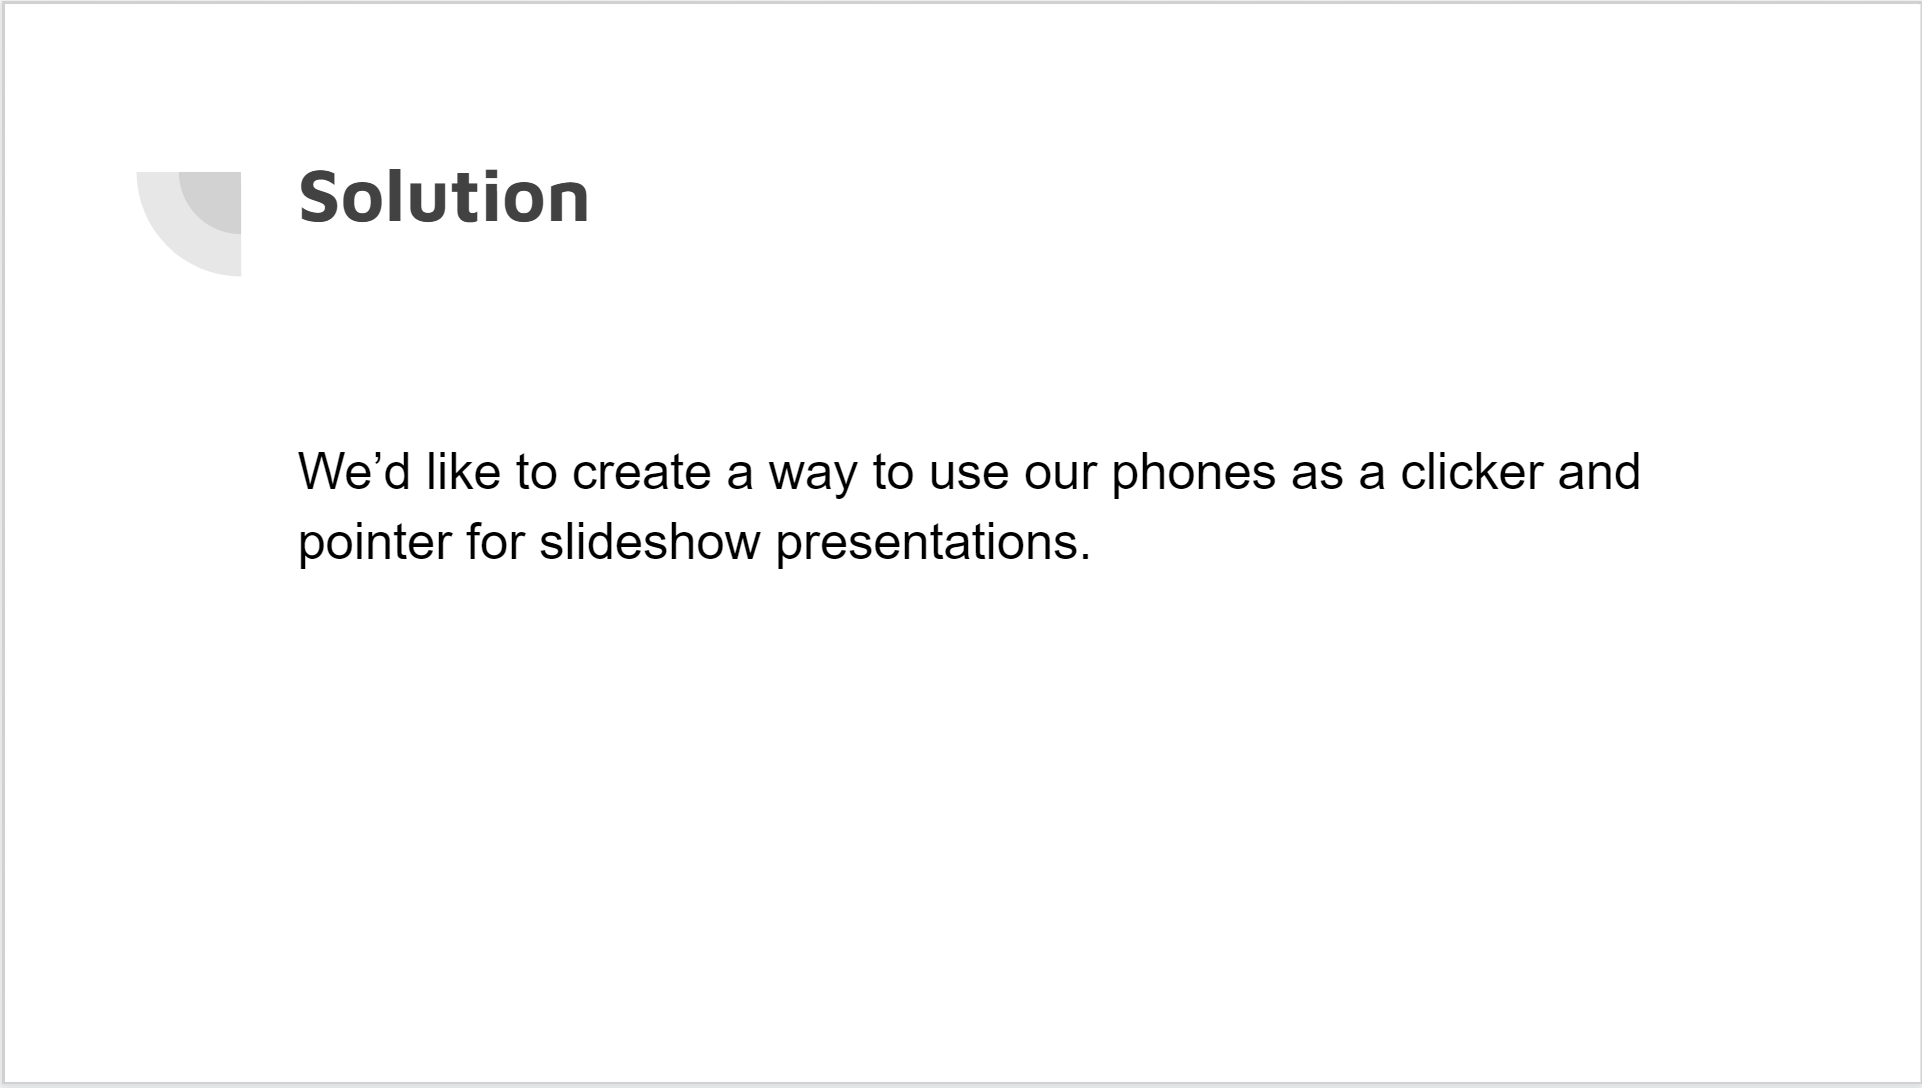 Solution
We’d like to create a way to use our phones as a clicker and
pointer for slideshow presentations.